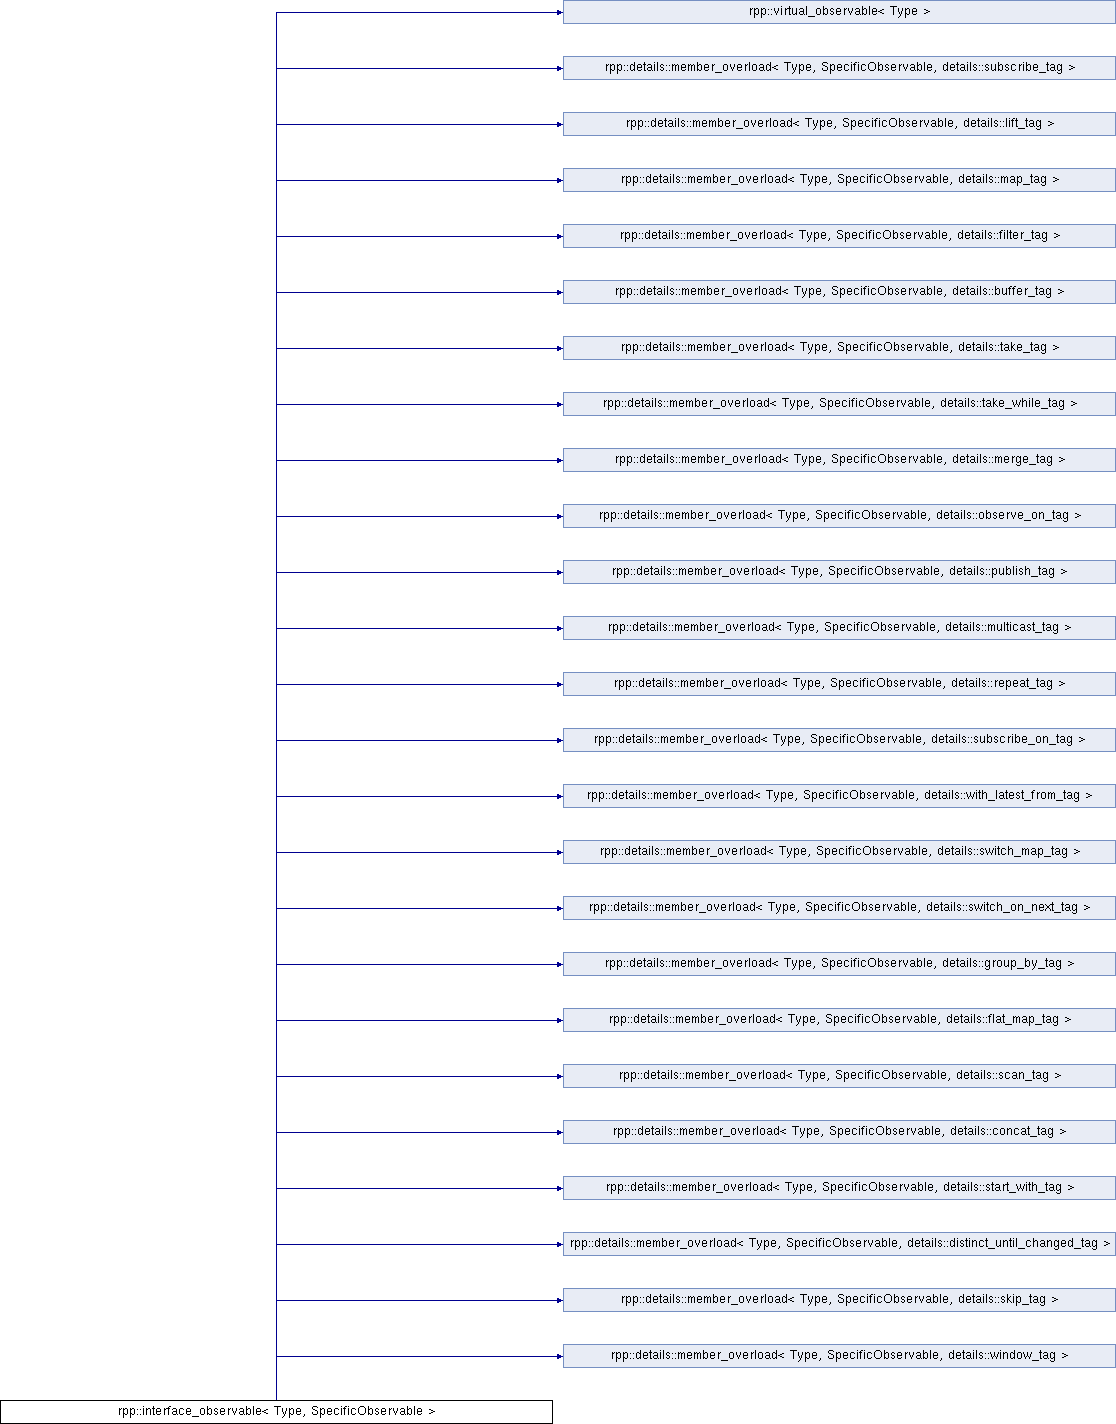 rpp::virtual_observable< Type >
rpp::details::member_overload< Type, SpecificObservable, details::subscribe_tag >
rpp::details::member_overload< Type, SpecificObservable, details::lift_tag >
rpp::details::member_overload< Type, SpecificObservable, details::map_tag >
rpp::details::member_overload< Type, SpecificObservable, details::filter_tag >
rpp::details::member_overload< Type, SpecificObservable, details::buffer_tag >
rpp::details::member_overload< Type, SpecificObservable, details::take_tag >
rpp::details::member_overload< Type, SpecificObservable, details::take_while_tag >
rpp::details::member_overload< Type, SpecificObservable, details::merge_tag >
rpp::details::member_overload< Type, SpecificObservable, details::observe_on_tag >
rpp::details::member_overload< Type, SpecificObservable, details::publish_tag >
rpp::details::member_overload< Type, SpecificObservable, details::multicast_tag >
rpp::details::member_overload< Type, SpecificObservable, details::repeat_tag >
rpp::details::member_overload< Type, SpecificObservable, details::subscribe_on_tag >
rpp::details::member_overload< Type, SpecificObservable, details::with_latest_from_tag >
rpp::details::member_overload< Type, SpecificObservable, details::switch_map_tag >
rpp::details::member_overload< Type, SpecificObservable, details::switch_on_next_tag >
rpp::details::member_overload< Type, SpecificObservable, details::group_by_tag >
rpp::details::member_overload< Type, SpecificObservable, details::flat_map_tag >
rpp::details::member_overload< Type, SpecificObservable, details::scan_tag >
rpp::details::member_overload< Type, SpecificObservable, details::concat_tag >
rpp::details::member_overload< Type, SpecificObservable, details::start_with_tag >
rpp::details::member_overload< Type, SpecificObservable, details::distinct_until_changed_tag >
rpp::details::member_overload< Type, SpecificObservable, details::skip_tag >
rpp::details::member_overload< Type, SpecificObservable, details::window_tag >
rpp::interface_observable< Type, SpecificObservable >